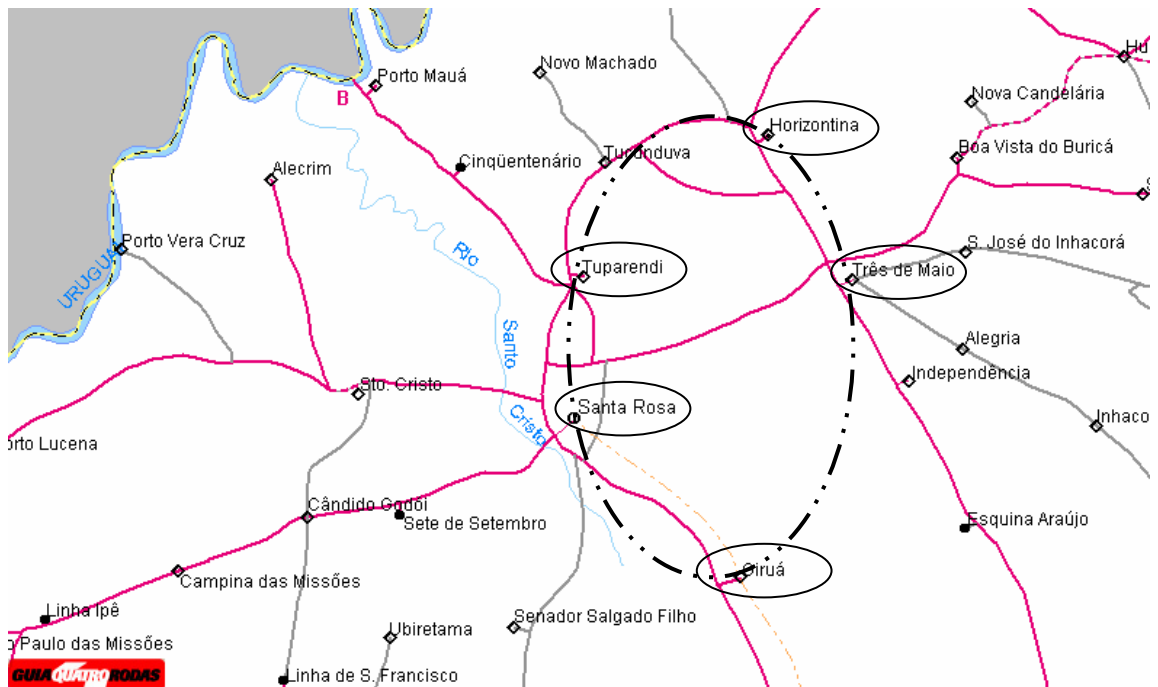 Hu
Porto Mauá
B
Novo Machado
Nova Candelária
Horizontina
Boa Vista do Buricá
Tucunduva
Cinqüentenário
Alecrim
S
Porto Vera Cruz
URUGUAI
Rio
Tuparendi
S. José do Inhacorá
Três de Maio
Santo
Alegria
Independência
Sto. Cristo
Santa Rosa
Cristo
Inhaco
orto Lucena
Cândido Godói
Sete de Setembro
Esquina Araújo
Giruá
Campina das Missões
Linha Ipê
Senador Salgado Filho
Ubiretama
o Paulo das Missões
GUIA QUATRO RODAS
Linha de S. Francisco